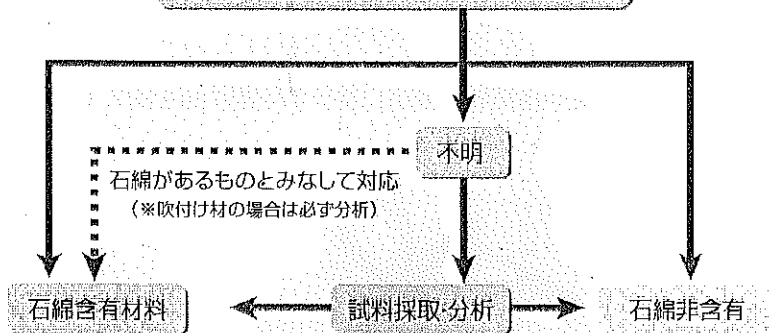 不明
石綿があるものとみなして対応
(※吹付け材の場合は必ず分析)
石綿含有材料
試料採取・分析
石綿非含有